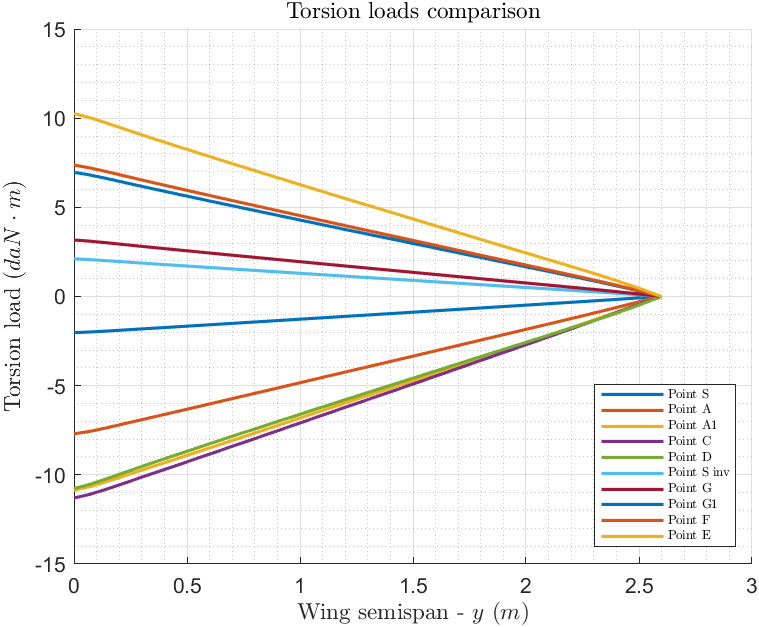 Torsion loads comparison
15
10
5
0
-5
-10
-15
Torsion load (daN · m)
Point S
Point A
Point A1
Point C
Point D
Point S inv
Point G
Point G1
Point F
Point E
0 0.5 1 1.5 2 2.5 3
Wing semispan - y (m)